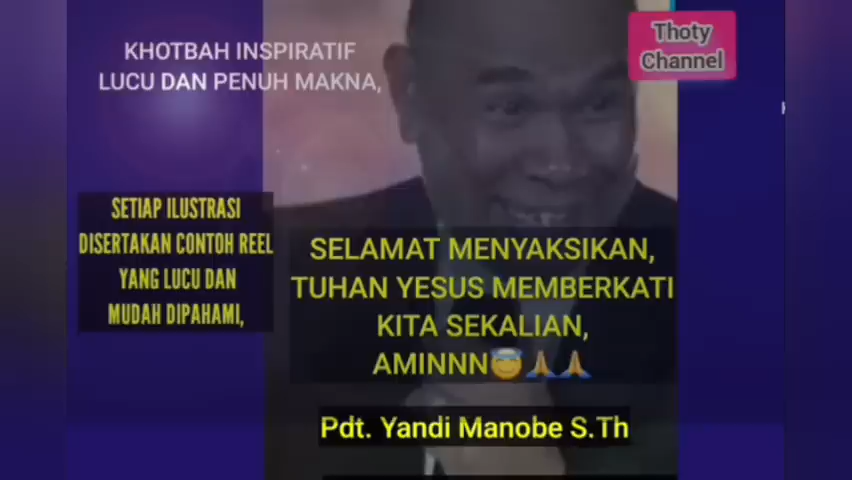 KHOTBAH INSPIRATIF
LUCU DAN PENUH MAKNA,
Thoty
Channel
SETIAP ILUSTRASI
DISERTAKAN CONTOH REEL
YANG LUCU DAN
MUDAH DIPAHAMI,
SELAMAT MENYAKSIKAN,
TUHAN YESUS MEMBERKATI
KITA SEKALIAN,
AMINNN😇🙏🙏
Pdt. Yandi Manobe S.Th